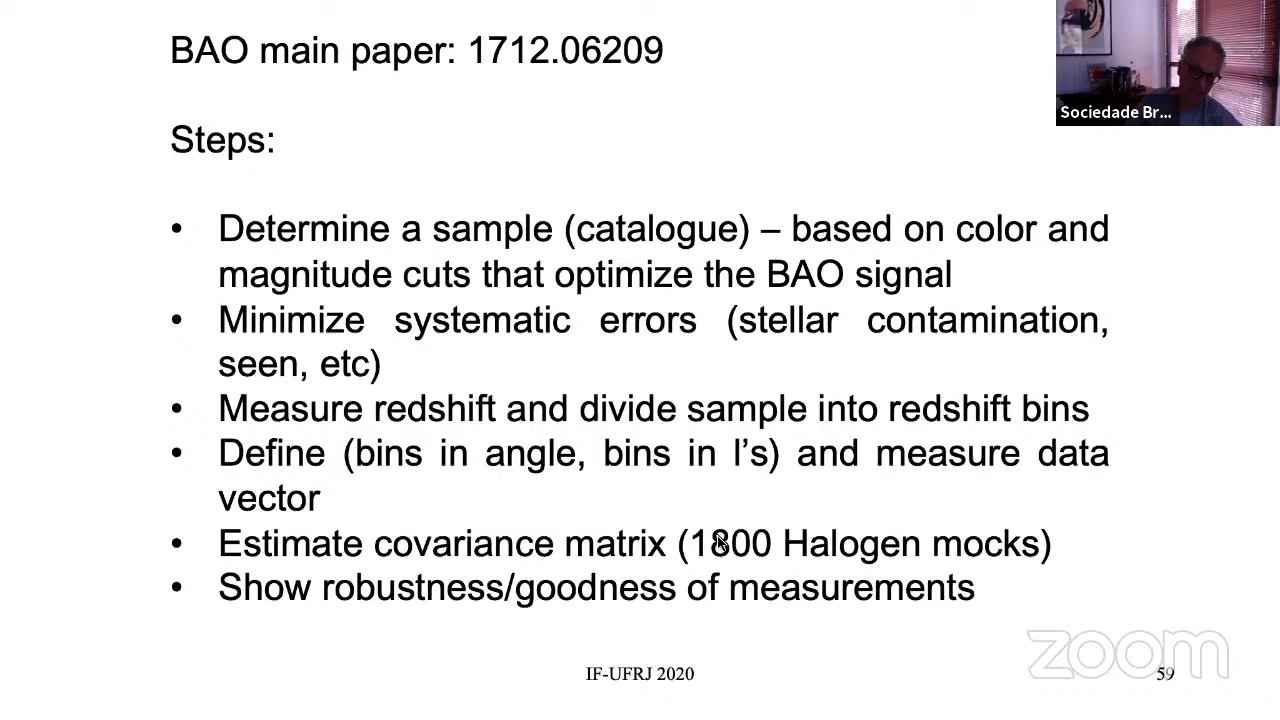 BAO main paper: 1712.06209
Sociedade Br...
Steps:
• Determine a sample (catalogue) – based on color and
magnitude cuts that optimize the BAO signal
• Minimize systematic errors (stellar contamination,
seen, etc)
• Measure redshift and divide sample into redshift bins
• Define (bins in angle, bins in l’s) and measure data
vector
• Estimate covariance matrix (1800 Halogen mocks)
• Show robustness/goodness of measurements
zoom
IF-UFRJ 2020
59